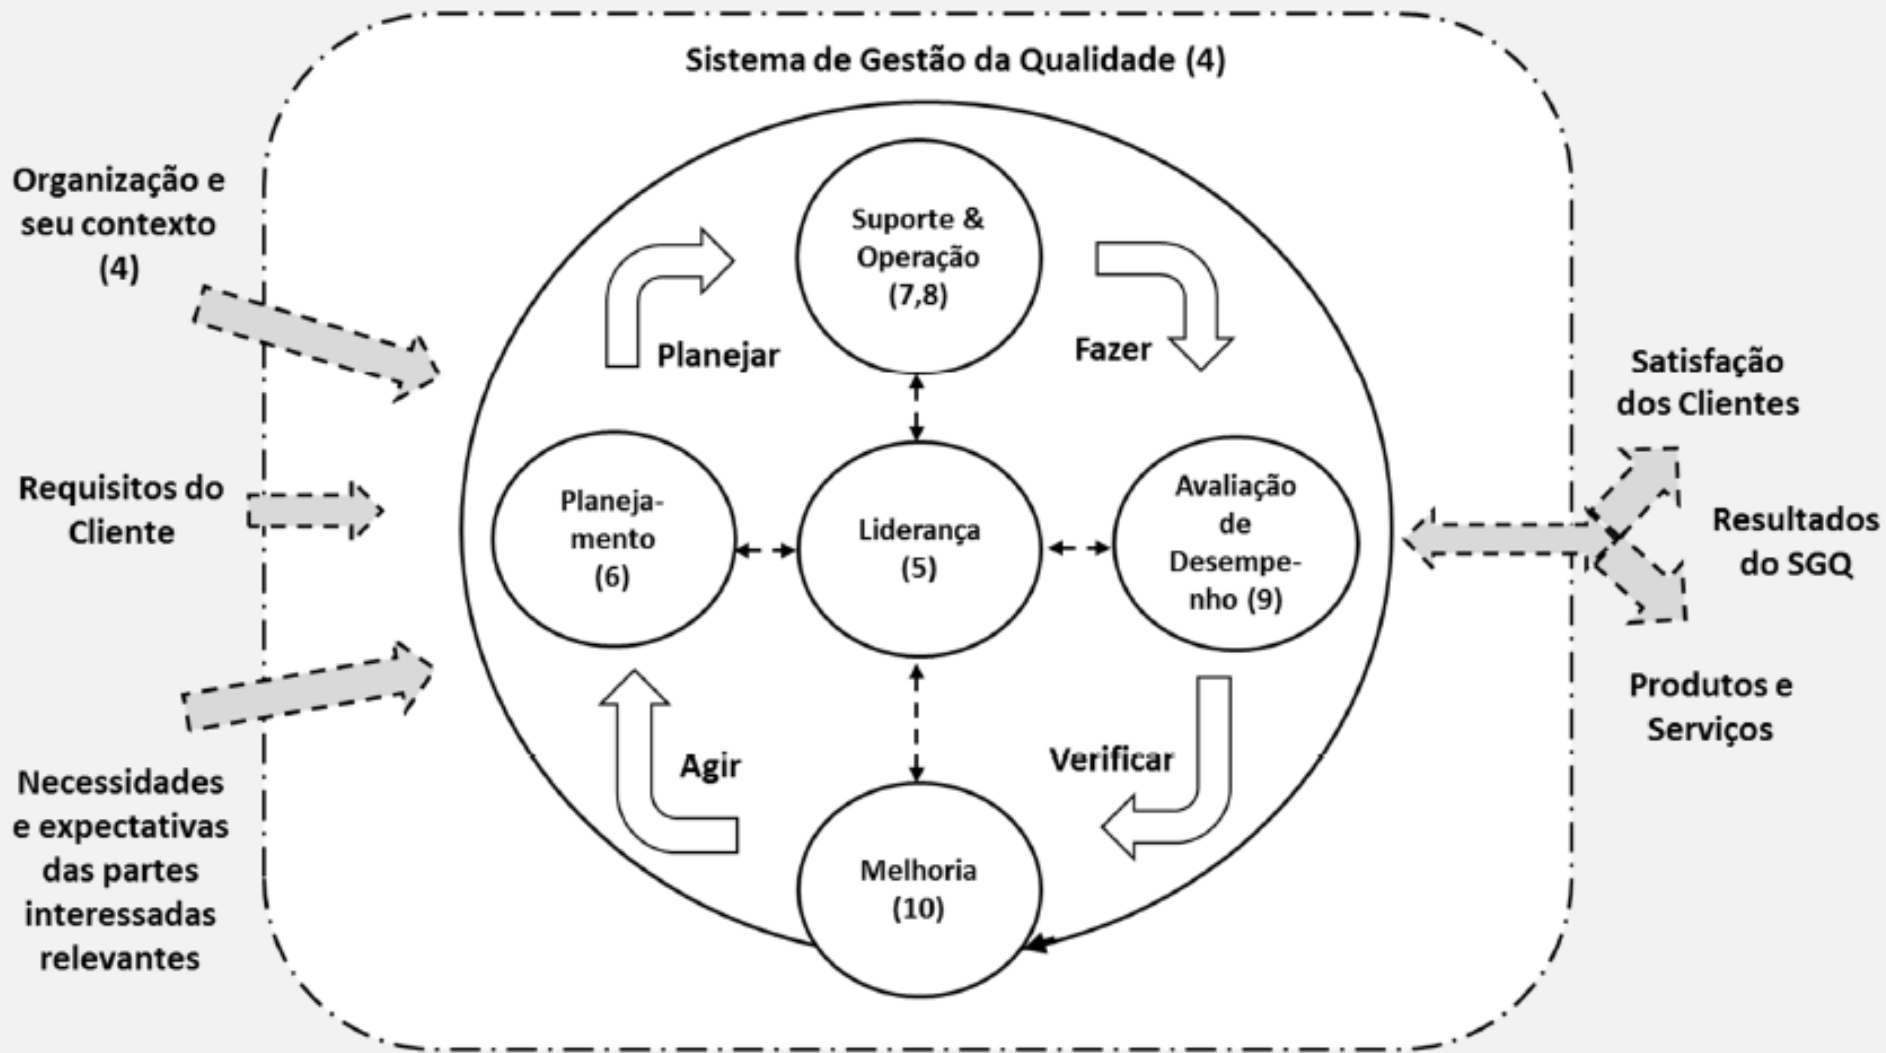 Sistema de Gestão da Qualidade (4)
Organização e
seu contexto
(4)
Requisitos do
Cliente
Necessidades
e expectativas
das partes
interessadas
relevantes
Suporte &
Operação
(7,8)
Planejar
Fazer
Planeja-
mento
(6)
Liderança
(5)
Avaliação
de
Desempe-
nho (9)
Agir
Verificar
Melhoria
(10)
Satisfação
dos Clientes
Resultados
do SGQ
Produtos e
Serviços